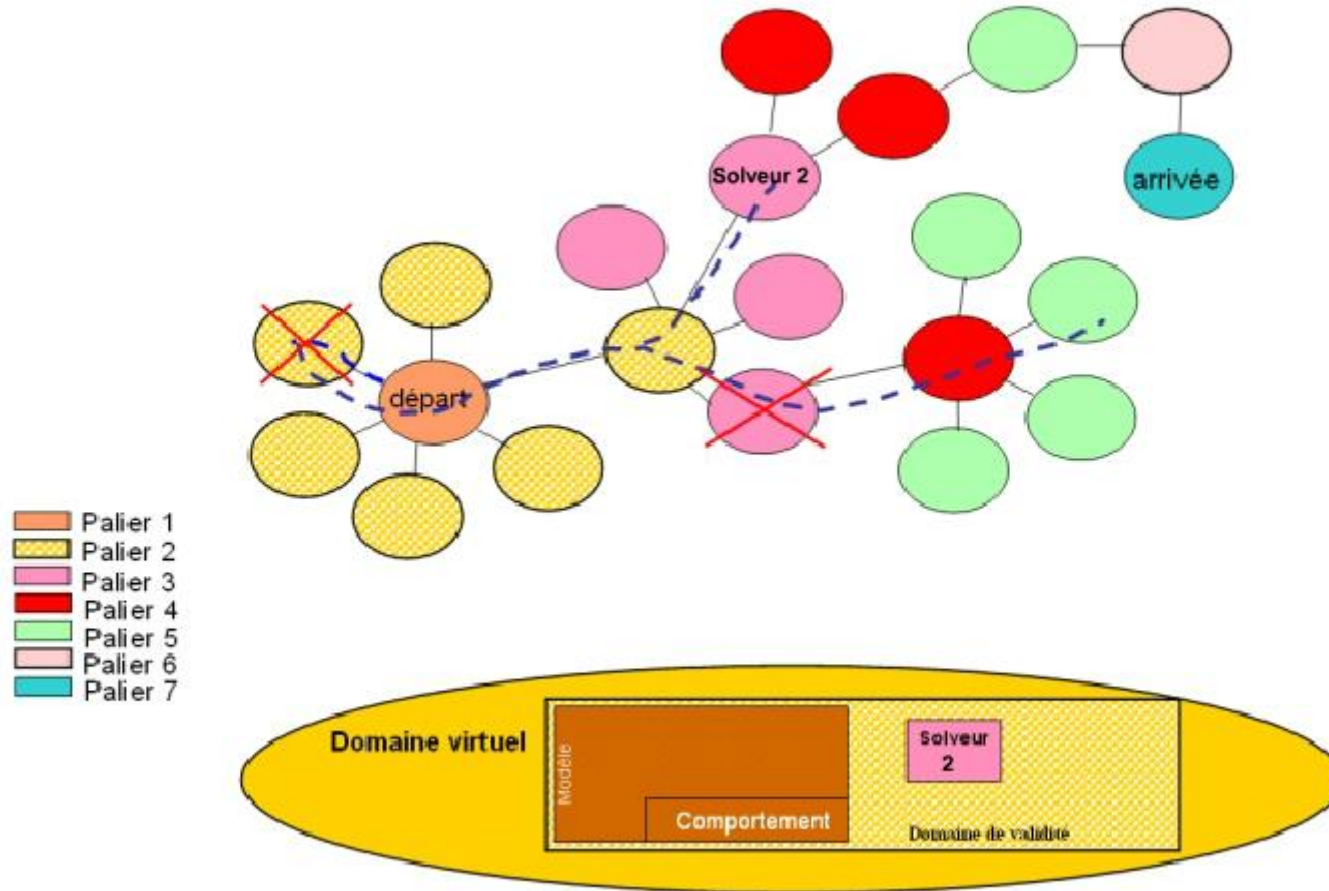 Solveur 2
arrivée
départ
Palier 1
Palier 2
Palier 3
Palier 4
Palier 5
Palier 6
Palier 7
Domaine virtuel
Modèle
Solveur
2
Comportement
Domaine de validite